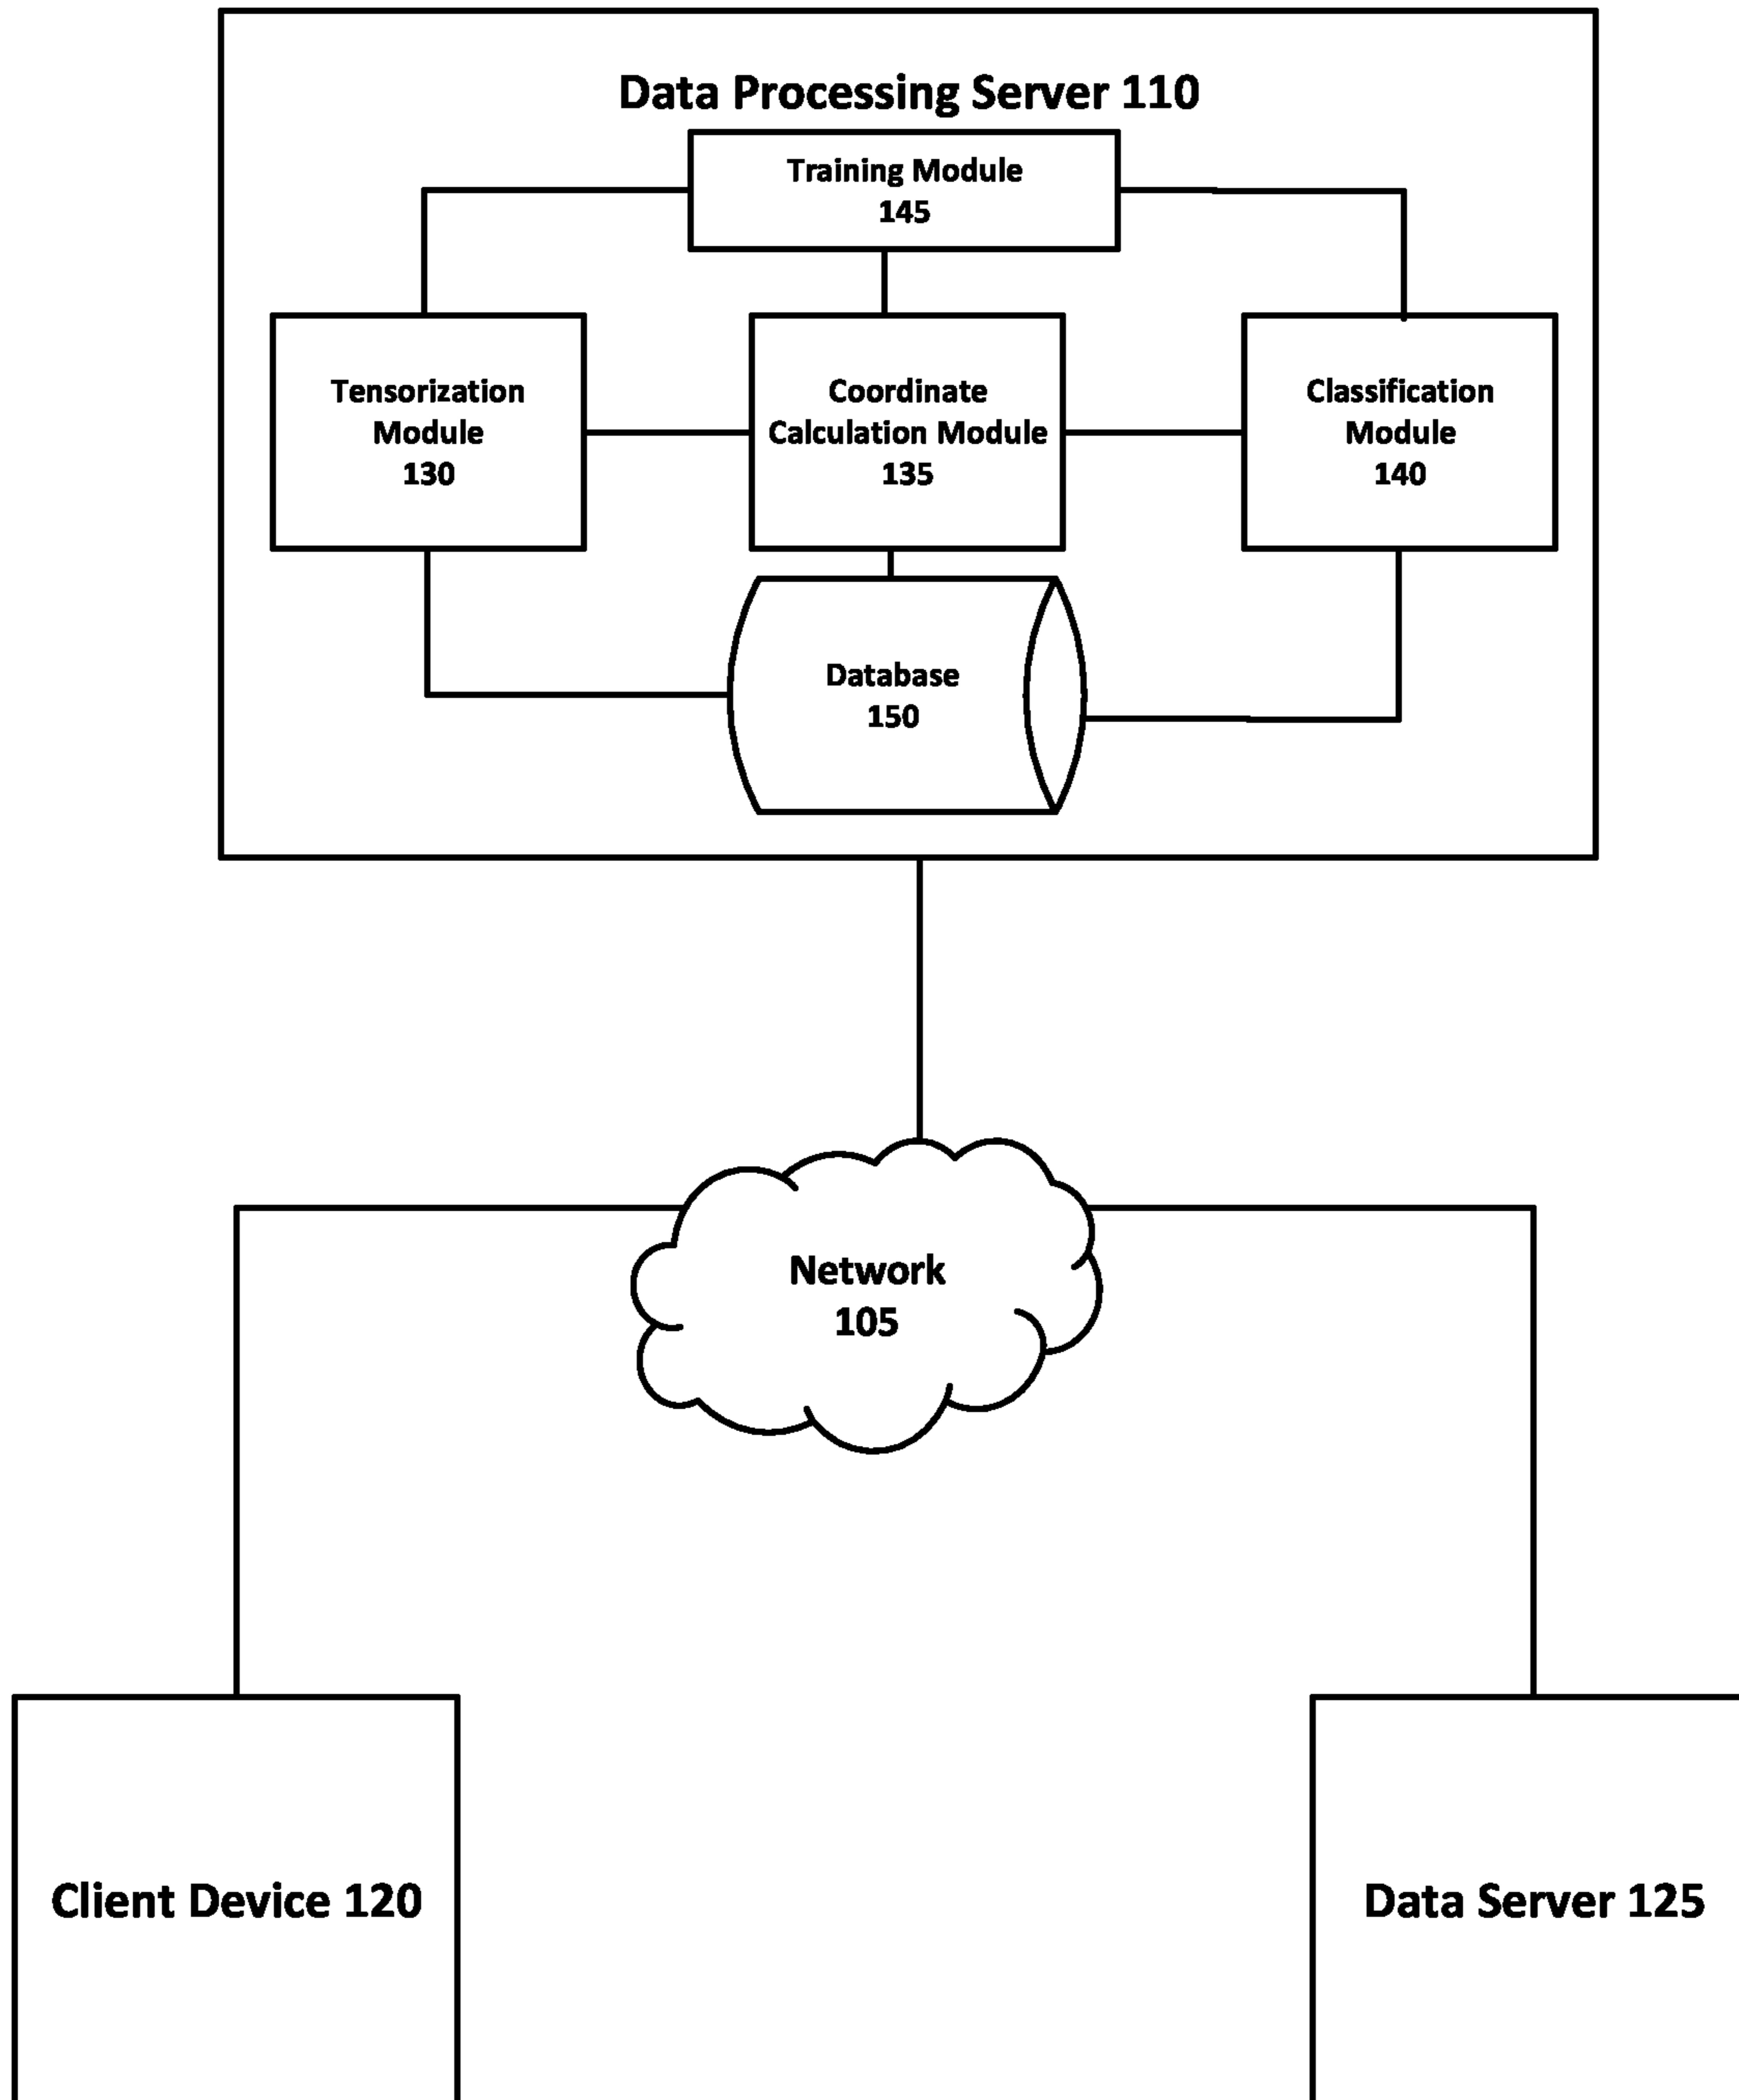 Data Processing Server 110
Training Module
145
Tensorization
Module
130
Coordinate
Calculation Module
135
Classification
Module
140
Database
150
Network
105
Client Device 120
Data Server 125